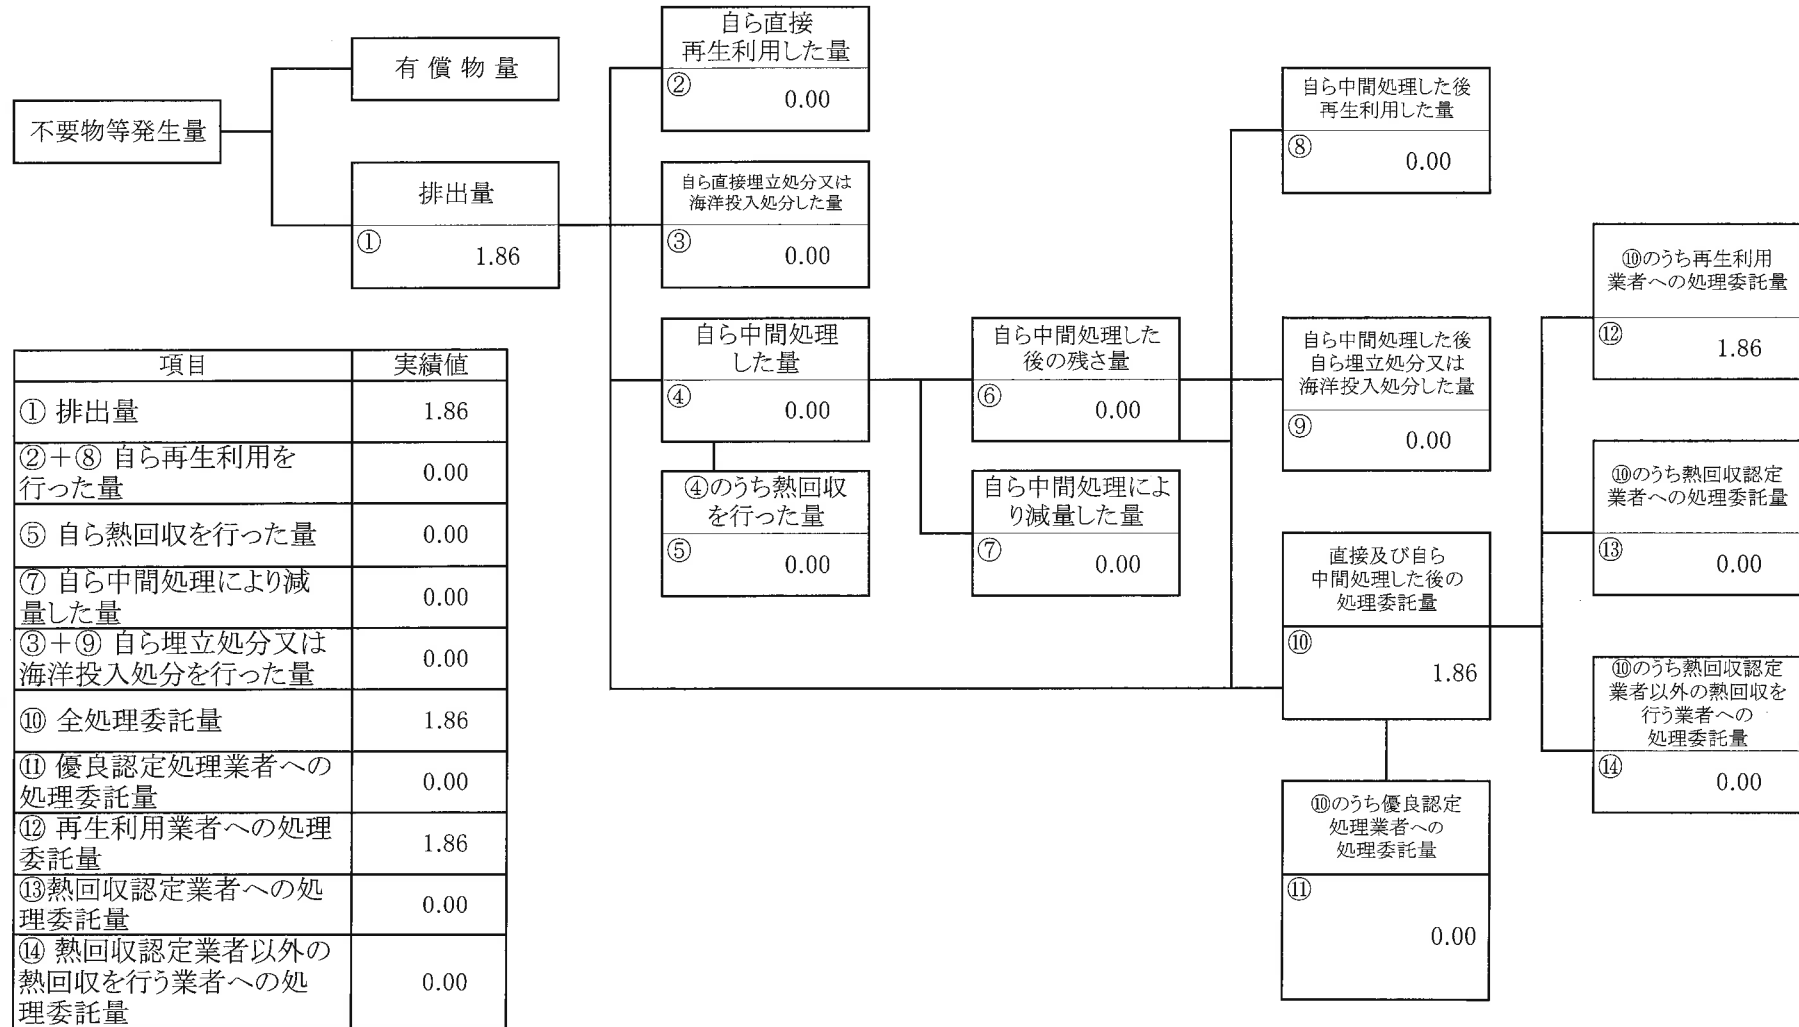 不要物等発生量
有償物量
排出量
①
1.86
自ら直接
再生利用した量
②
0.00
自ら直接埋立処分又は
海洋投入処分した量
③
0.00
自ら中間処理
した量
④
0.00
④のうち熱回収
を行った量
⑤
0.00
自ら中間処理した
後の残さ量
⑥
0.00
自ら中間処理によ
り減量した量
⑦
0.00
自ら中間処理した後
再生利用した量
⑧
0.00
自ら中間処理した後
自ら埋立処分又は
海洋投入処分した量
⑨
0.00
直接及び自ら
中間処理した後の
処理委託量
⑩
1.86
⑩のうち優良認定
処理業者への
処理委託量
⑪
0.00
⑩のうち再生利用
業者への処理委託量
⑫
1.86
⑩のうち熱回収認定
業者への処理委託量
⑬
0.00
⑩のうち熱回収認定
業者以外の熱回収を
行う業者への
処理委託量
⑭
0.00
項目 実績値
① 排出量 1.86
②+⑧ 自ら再生利用を
行った量 0.00
⑤ 自ら熱回収を行った量 0.00
⑦ 自ら中間処理により減
量した量 0.00
③+⑨ 自ら埋立処分又は
海洋投入処分を行った量 0.00
⑩ 全処理委託量 1.86
⑪ 優良認定処理業者への
処理委託量 0.00
⑫ 再生利用業者への処理
委託量 1.86
⑬熱回収認定業者への処
理委託量 0.00
⑭ 熱回収認定業者以外の
熱回収を行う業者への処
理委託量 0.00